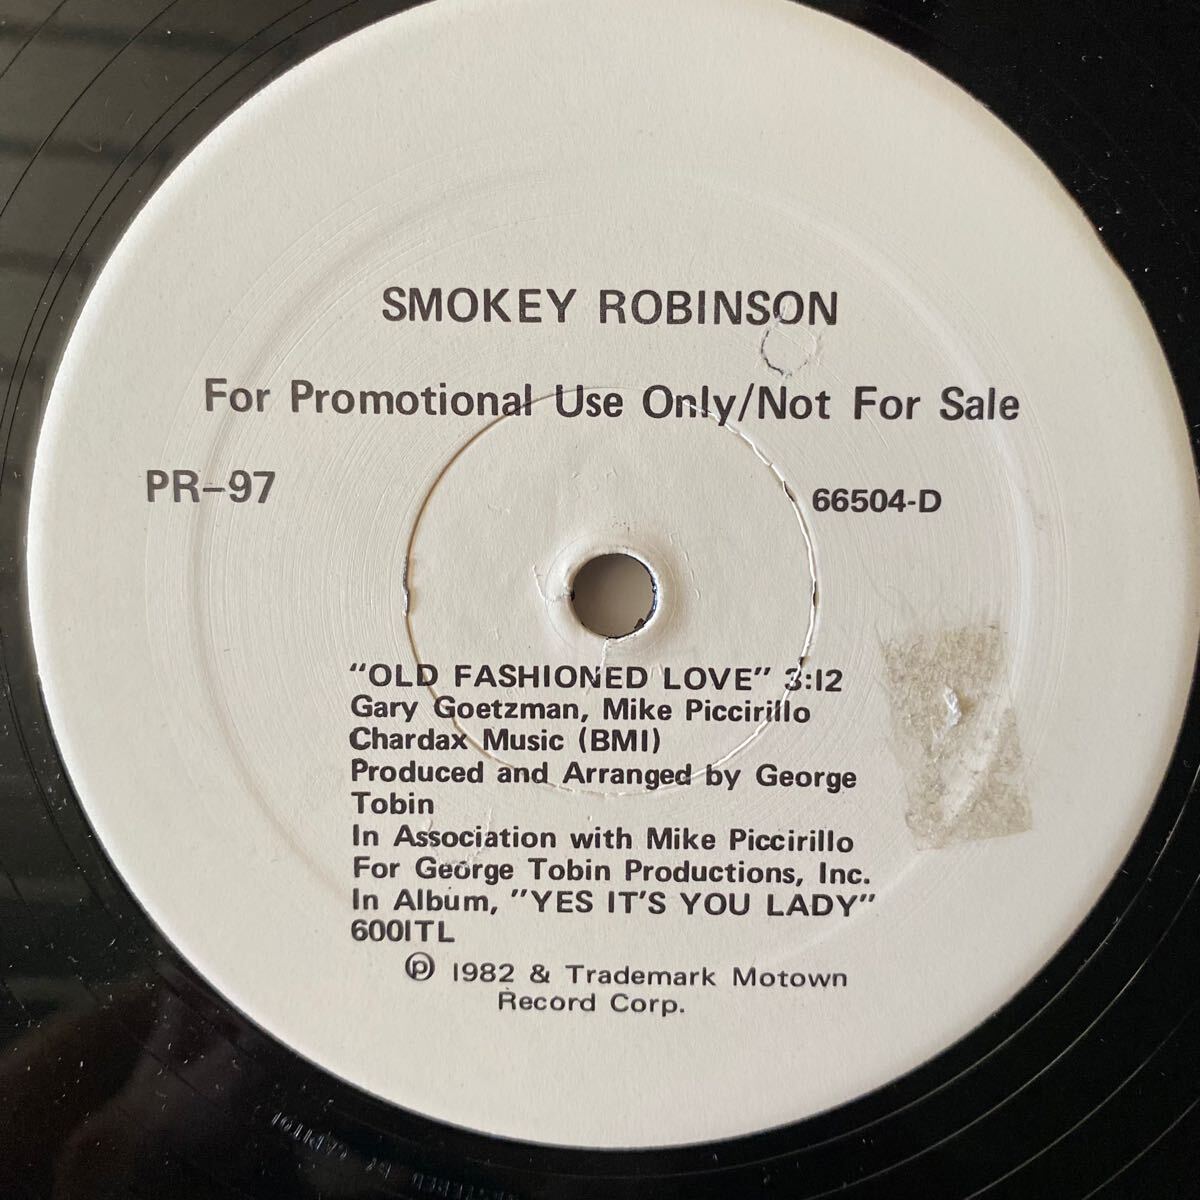 SMOKEY ROBINSON
For Promotional Use Only/Not For Sale
PR–97
66504-D
"OLD FASHIONED LOVE" 3:12
Gary Goetzman, Mike Piccirillo
Chardax Music (BMI)
Produced and Arranged by George
Tobin
In Association with Mike Piccirillo
For George Tobin Productions, Inc.
In Album, "YES IT'S YOU LADY"
6001TL
℗ 1982 & Trademark Motown
Record Corp.
BY CAPITOL